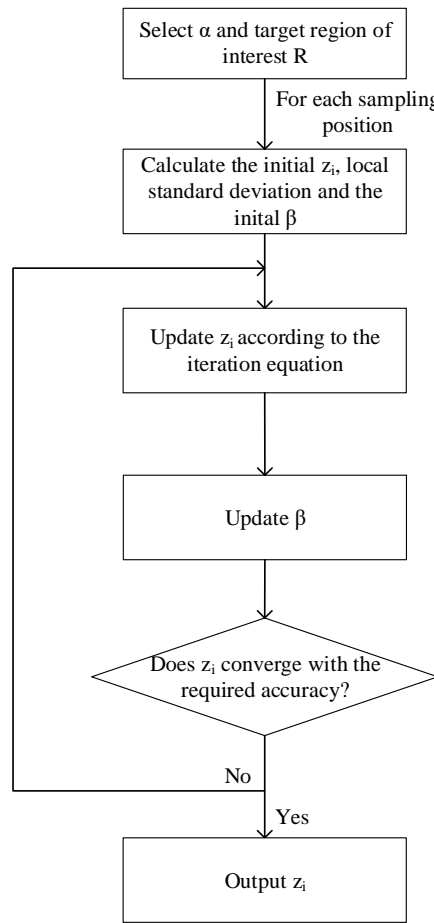 Select α and target region of
interest R
For each sampling
position
Calculate the initial zᵢ, local
standard deviation and the
inital β
Update zᵢ according to the
iteration equation
Update β
Does zᵢ converge with the
required accuracy?
No
Yes
Output zᵢ